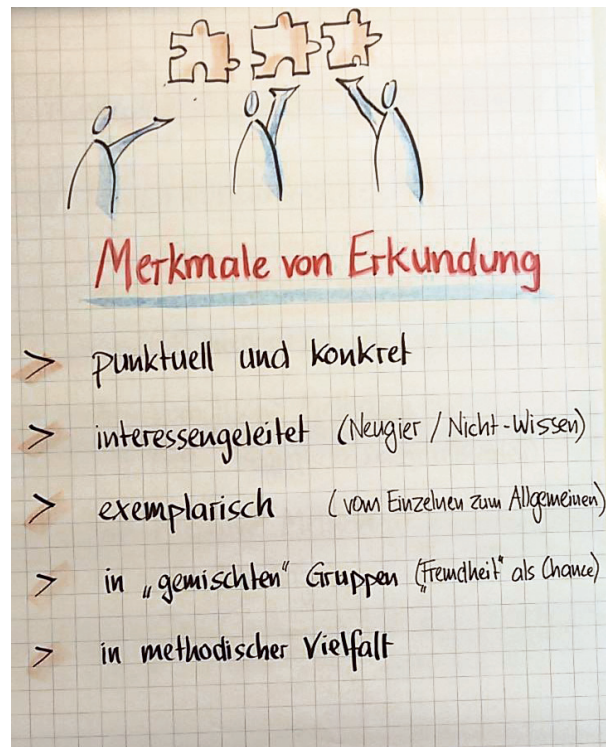 Merkmale von Erkundung
> punktuell und konkret
> interessengeleitet (Neugier / Nicht-Wissen)
> exemplarisch (vom Einzelnen zum Allgemeinen)
> in „gemischten“ Gruppen („Fremdheit“ als Chance)
> in methodischer Vielfalt